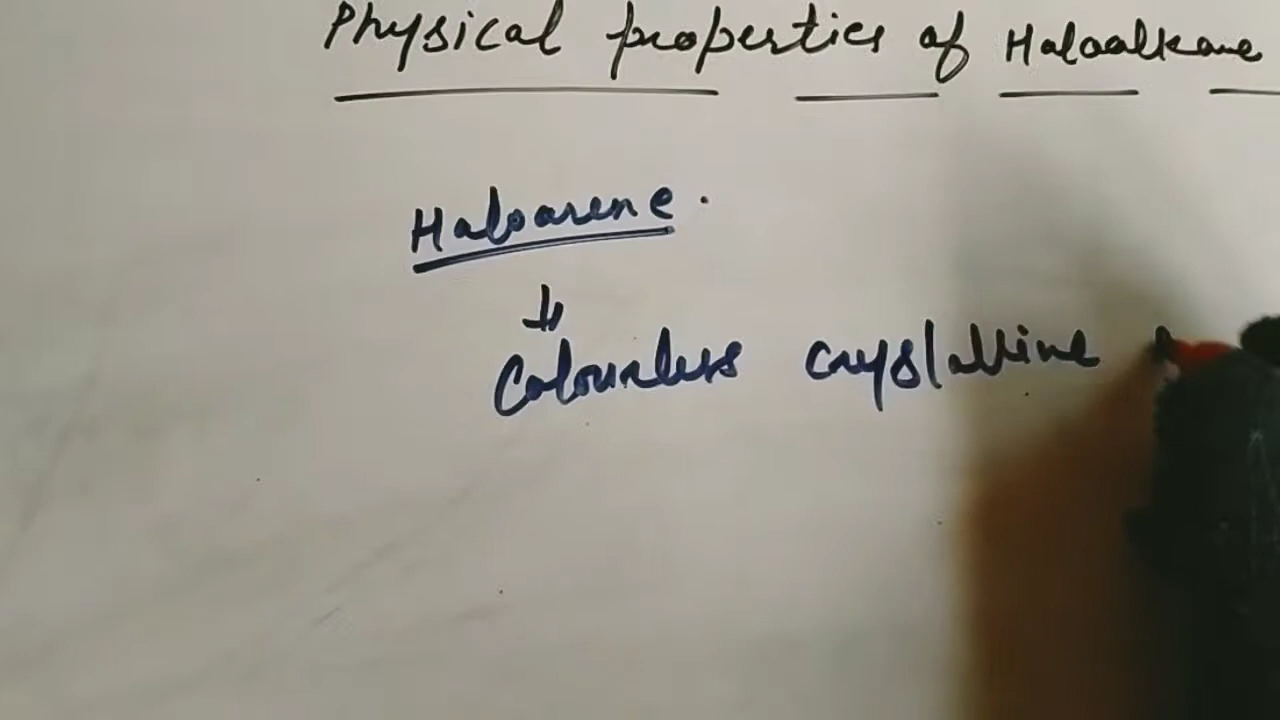 Physical properties of Haloalkane
Haloarene.
Colourless crystalline